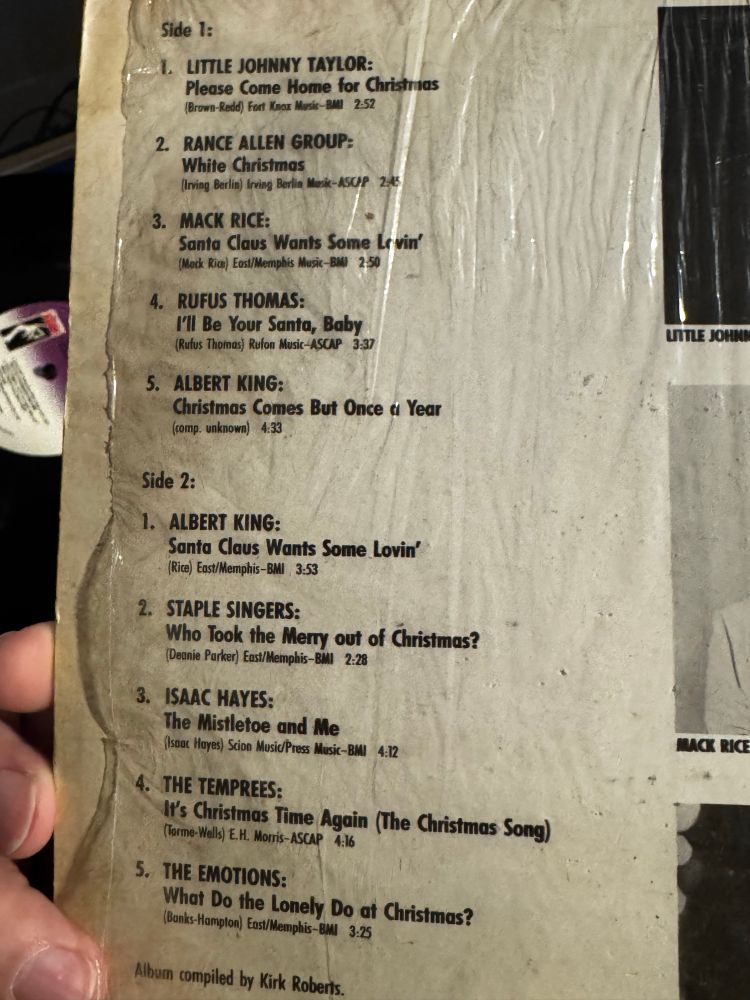 Side 1:
1. LITTLE JOHNNY TAYLOR:
Please Come Home for Christmas
(Brown-Redd) Fort Knox Music–BMI 2:52
2. RANCE ALLEN GROUP:
White Christmas
(Irving Berlin) Irving Berlin Music–ASCAP 2:45
3. MACK RICE:
Santa Claus Wants Some Lovin'
(Mack Rice) East/Memphis Music–BMI 2:50
4. RUFUS THOMAS:
I'll Be Your Santa, Baby
(Rufus Thomas) Rufon Music–ASCAP 3:37
5. ALBERT KING:
Christmas Comes But Once a Year
(comp. unknown) 4:33
Side 2:
1. ALBERT KING:
Santa Claus Wants Some Lovin'
(Rice) East/Memphis–BMI 3:53
2. STAPLE SINGERS:
Who Took the Merry out of Christmas?
(Deanie Parker) East/Memphis–BMI 2:28
3. ISAAC HAYES:
The Mistletoe and Me
(Isaac Hayes) Scion Music/Press Music–BMI 4:12
4. THE TEMPREES:
It's Christmas Time Again (The Christmas Song)
(Torme-Wells) E.H. Morris–ASCAP 4:16
5. THE EMOTIONS:
What Do the Lonely Do at Christmas?
(Banks-Hampton) East/Memphis–BMI 3:25
Album compiled by Kirk Roberts.
LITTLE JOHNN
MACK RICE